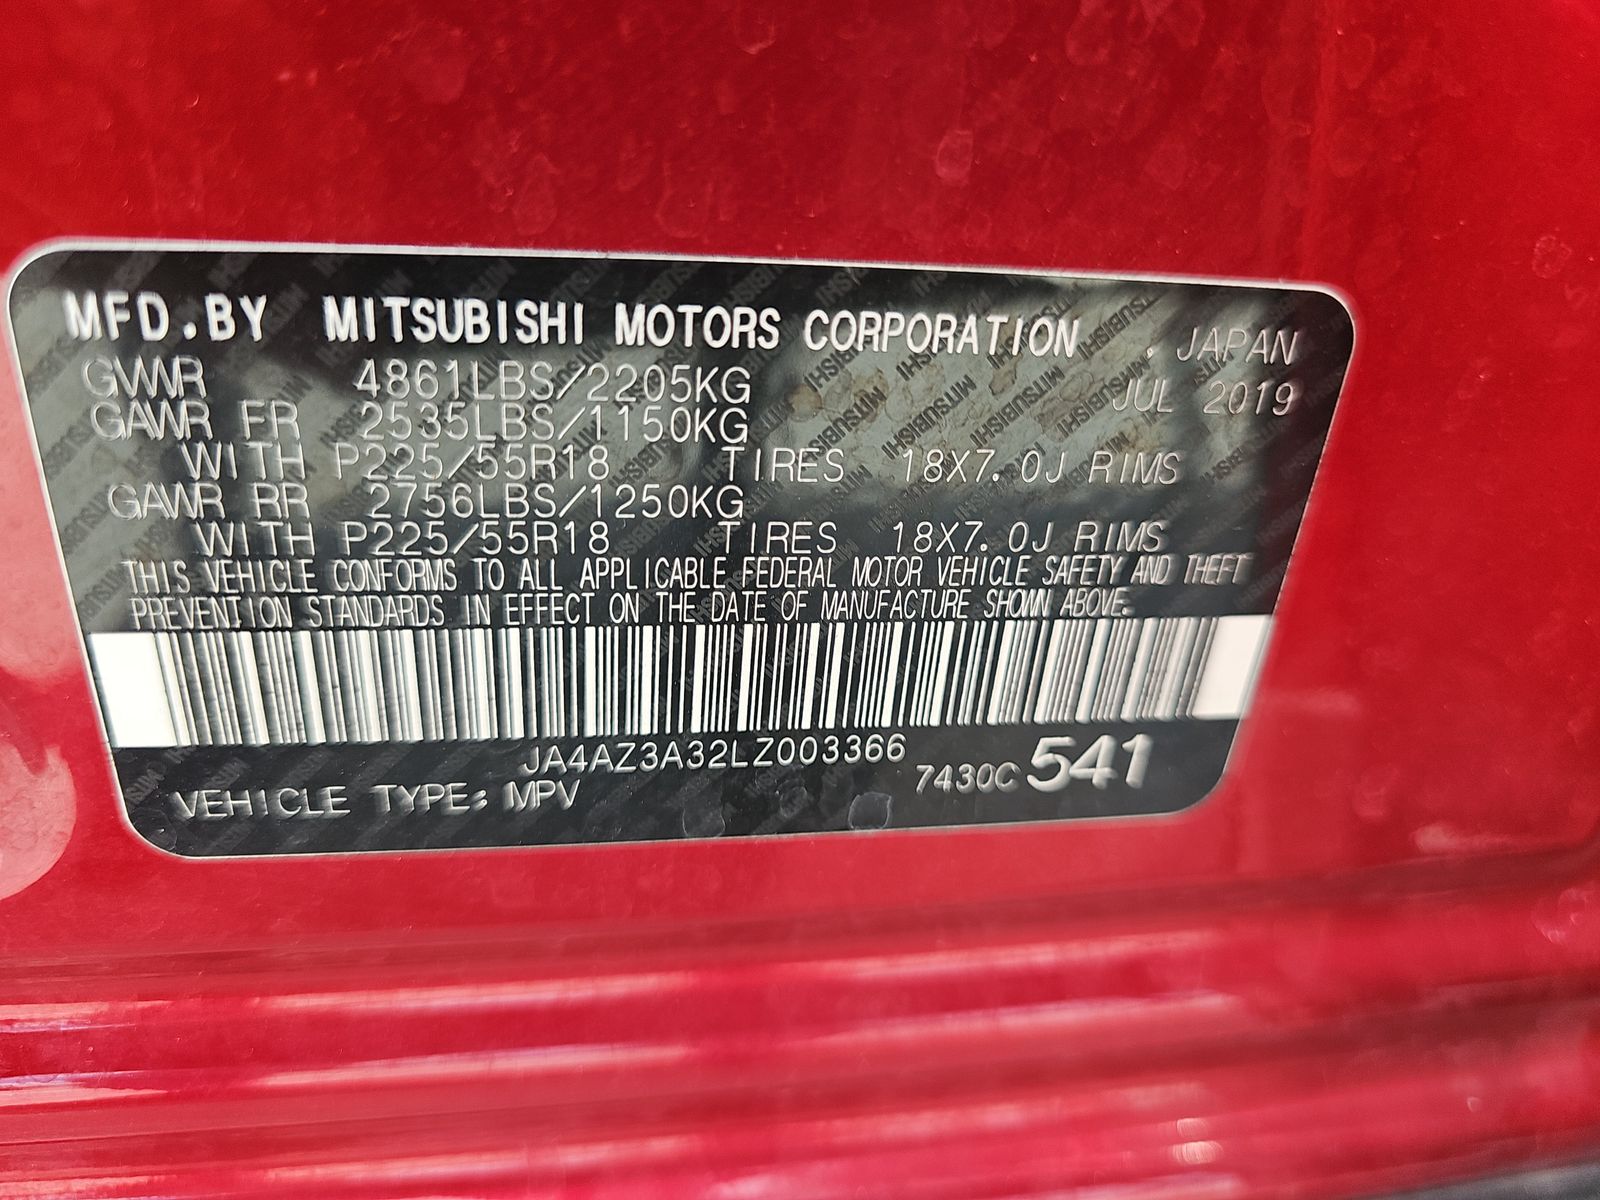 MFD.BY MITSUBISHI MOTORS CORPORATION . JAPAN
GVWR 4861LBS/2205KG JUL 2019
GAWR FR 2535LBS/1150KG
WITH P225/55R18 TIRES 18X7.0J RIMS
GAWR RR 2756LBS/1250KG
WITH P225/55R18 TIRES 18X7.0J RIMS
THIS VEHICLE CONFORMS TO ALL APPLICABLE FEDERAL MOTOR VEHICLE SAFETY AND THEFT
PREVENTION STANDARDS IN EFFECT ON THE DATE OF MANUFACTURE SHOWN ABOVE.
JA4AZ3A32LZ003366
VEHICLE TYPE: MPV 7430C 541